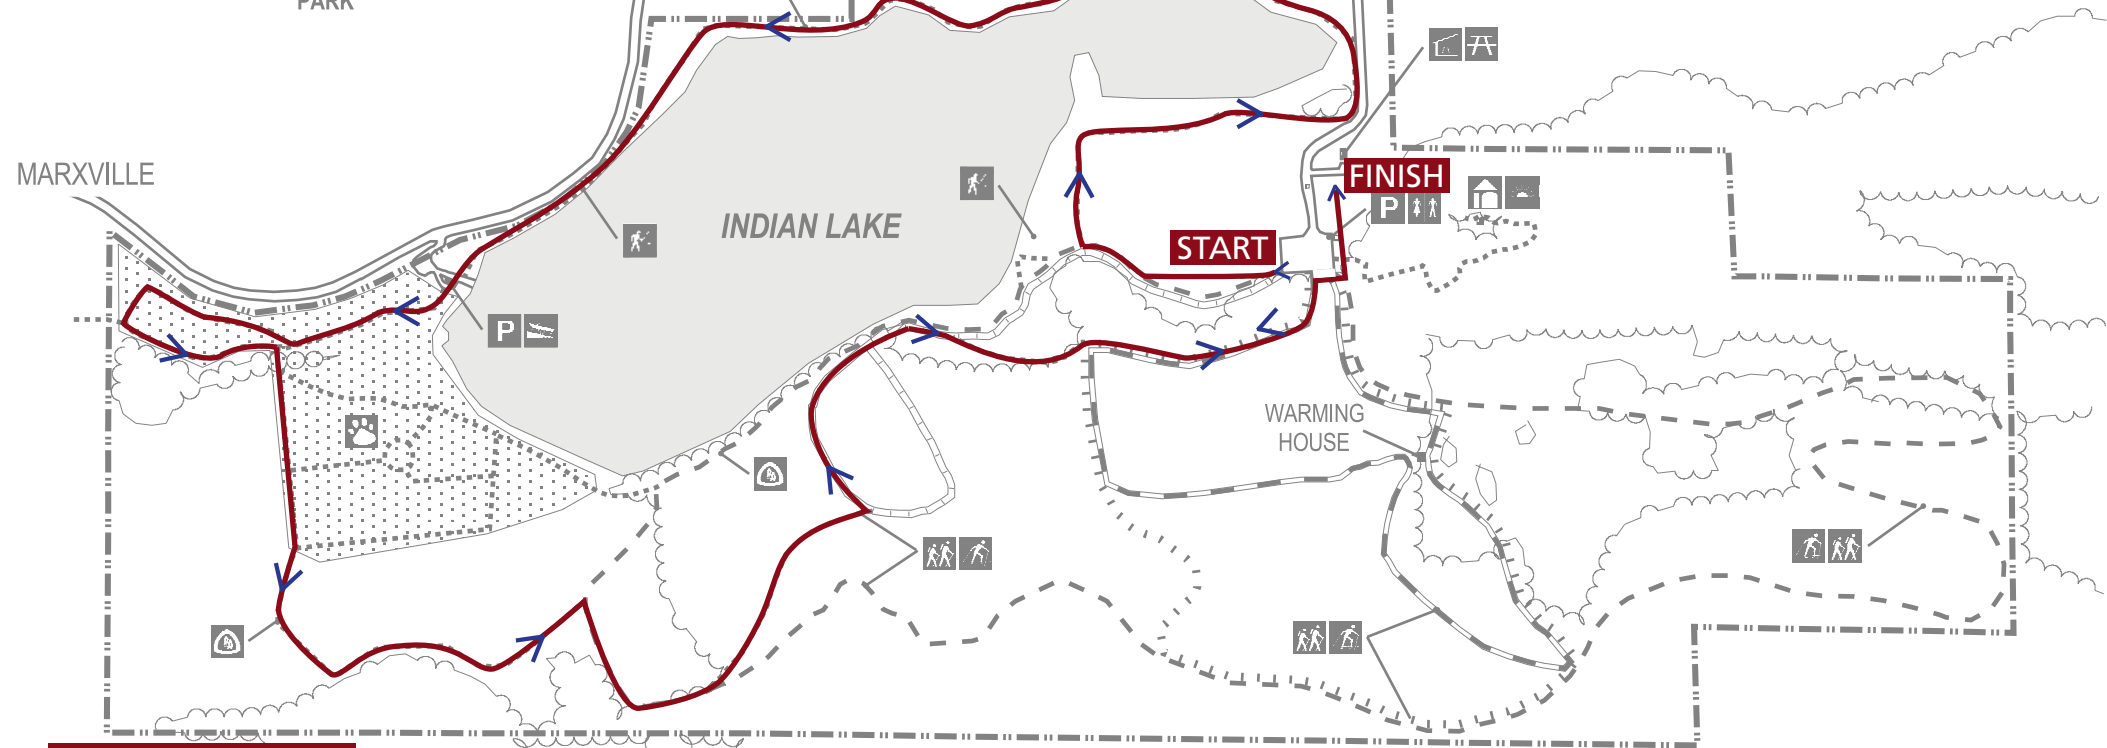 PARK
MARXVILLE
INDIAN LAKE
FINISH
P
START
P
WARMING
HOUSE